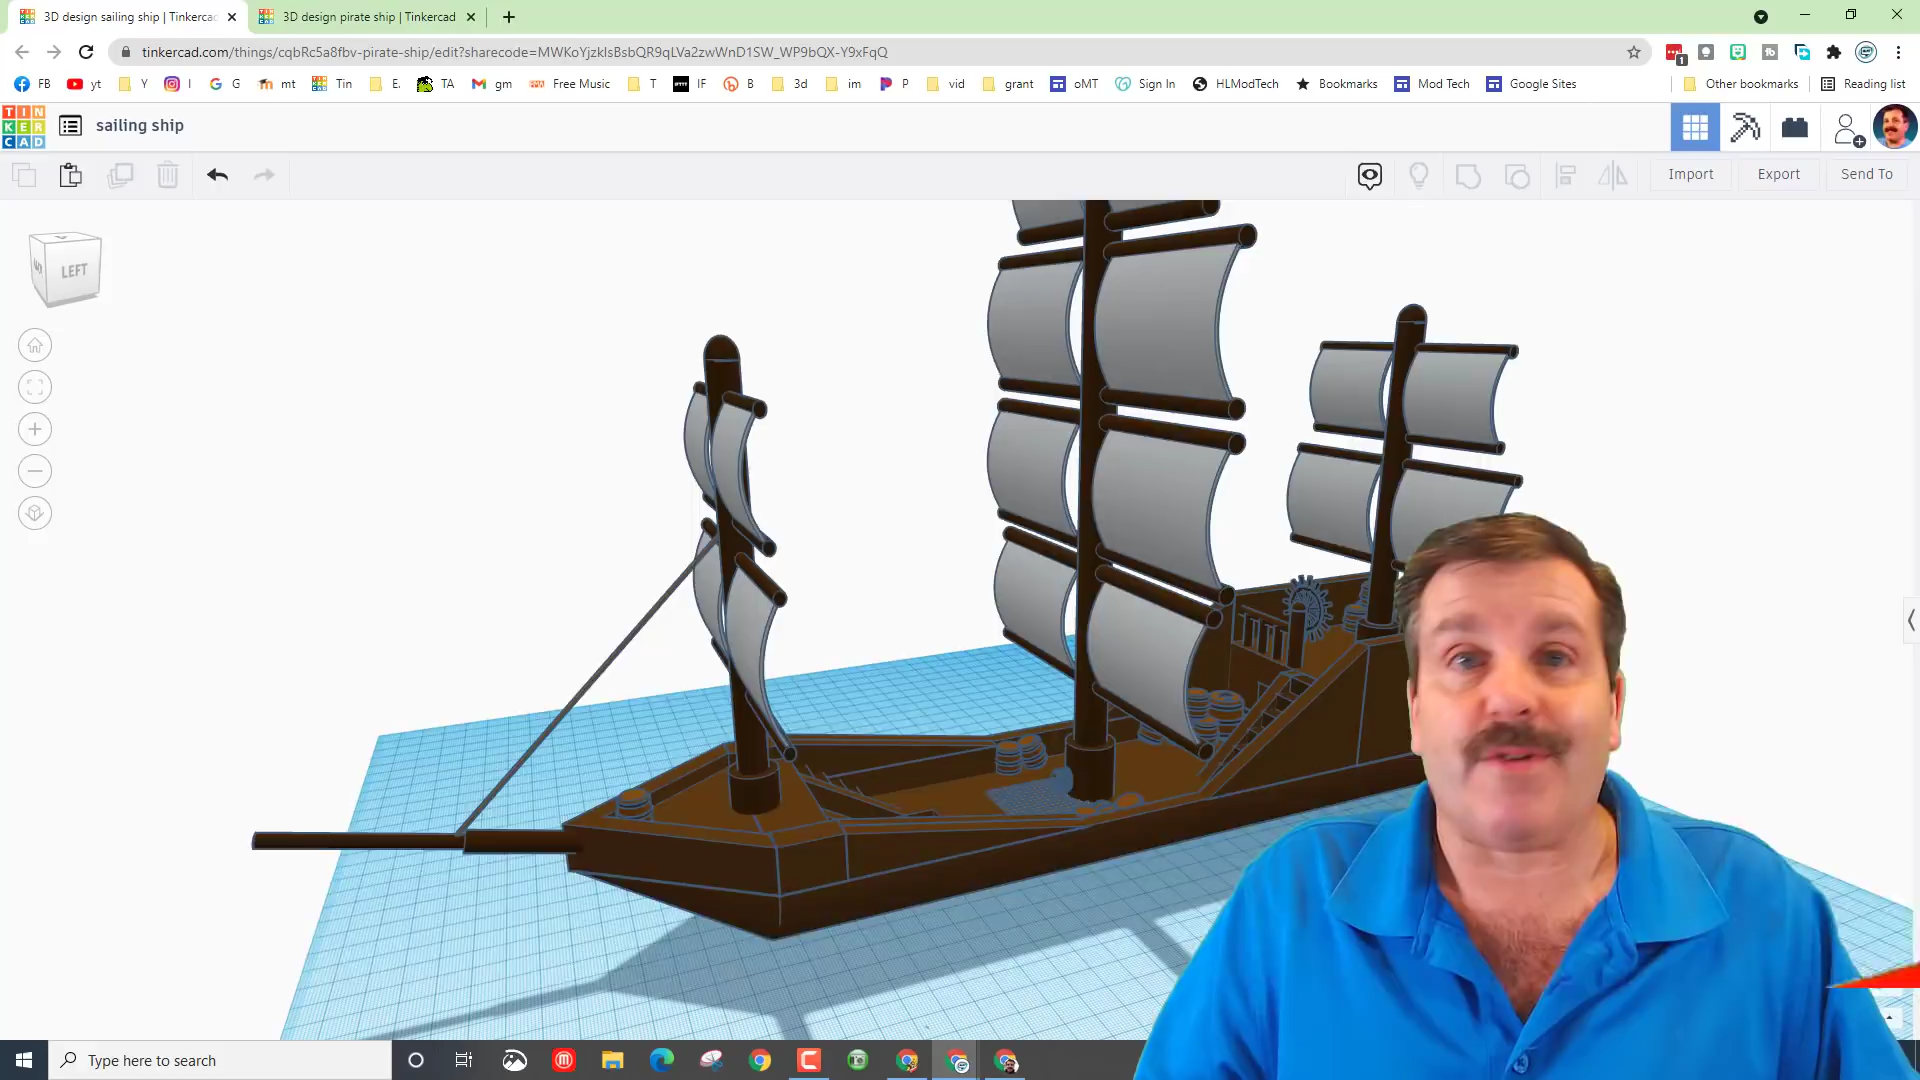 3D design sailing ship | Tinkercad
3D design pirate ship | Tinkercad
tinkercad.com/things/cqbRc5a8fbv-pirate-ship/edit?sharecode=MWKoYjzklsBsbQR9qLVa2zwWnD1SW_WP9bQX-Y9xFqQ
1
FB yt Y I G mt Tin E. TA gm Free Music T IF B 3d im P vid grant oMT Sign In HLModTech Bookmarks Mod Tech Google Sites Other bookmarks Reading list
TIN
KER
CAD
sailing ship
Import Export Send To
LEFT
Type here to search